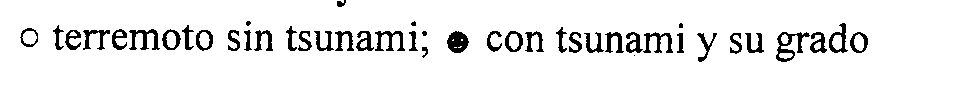 ○ terremoto sin tsunami; ☻ con tsunami y su grado